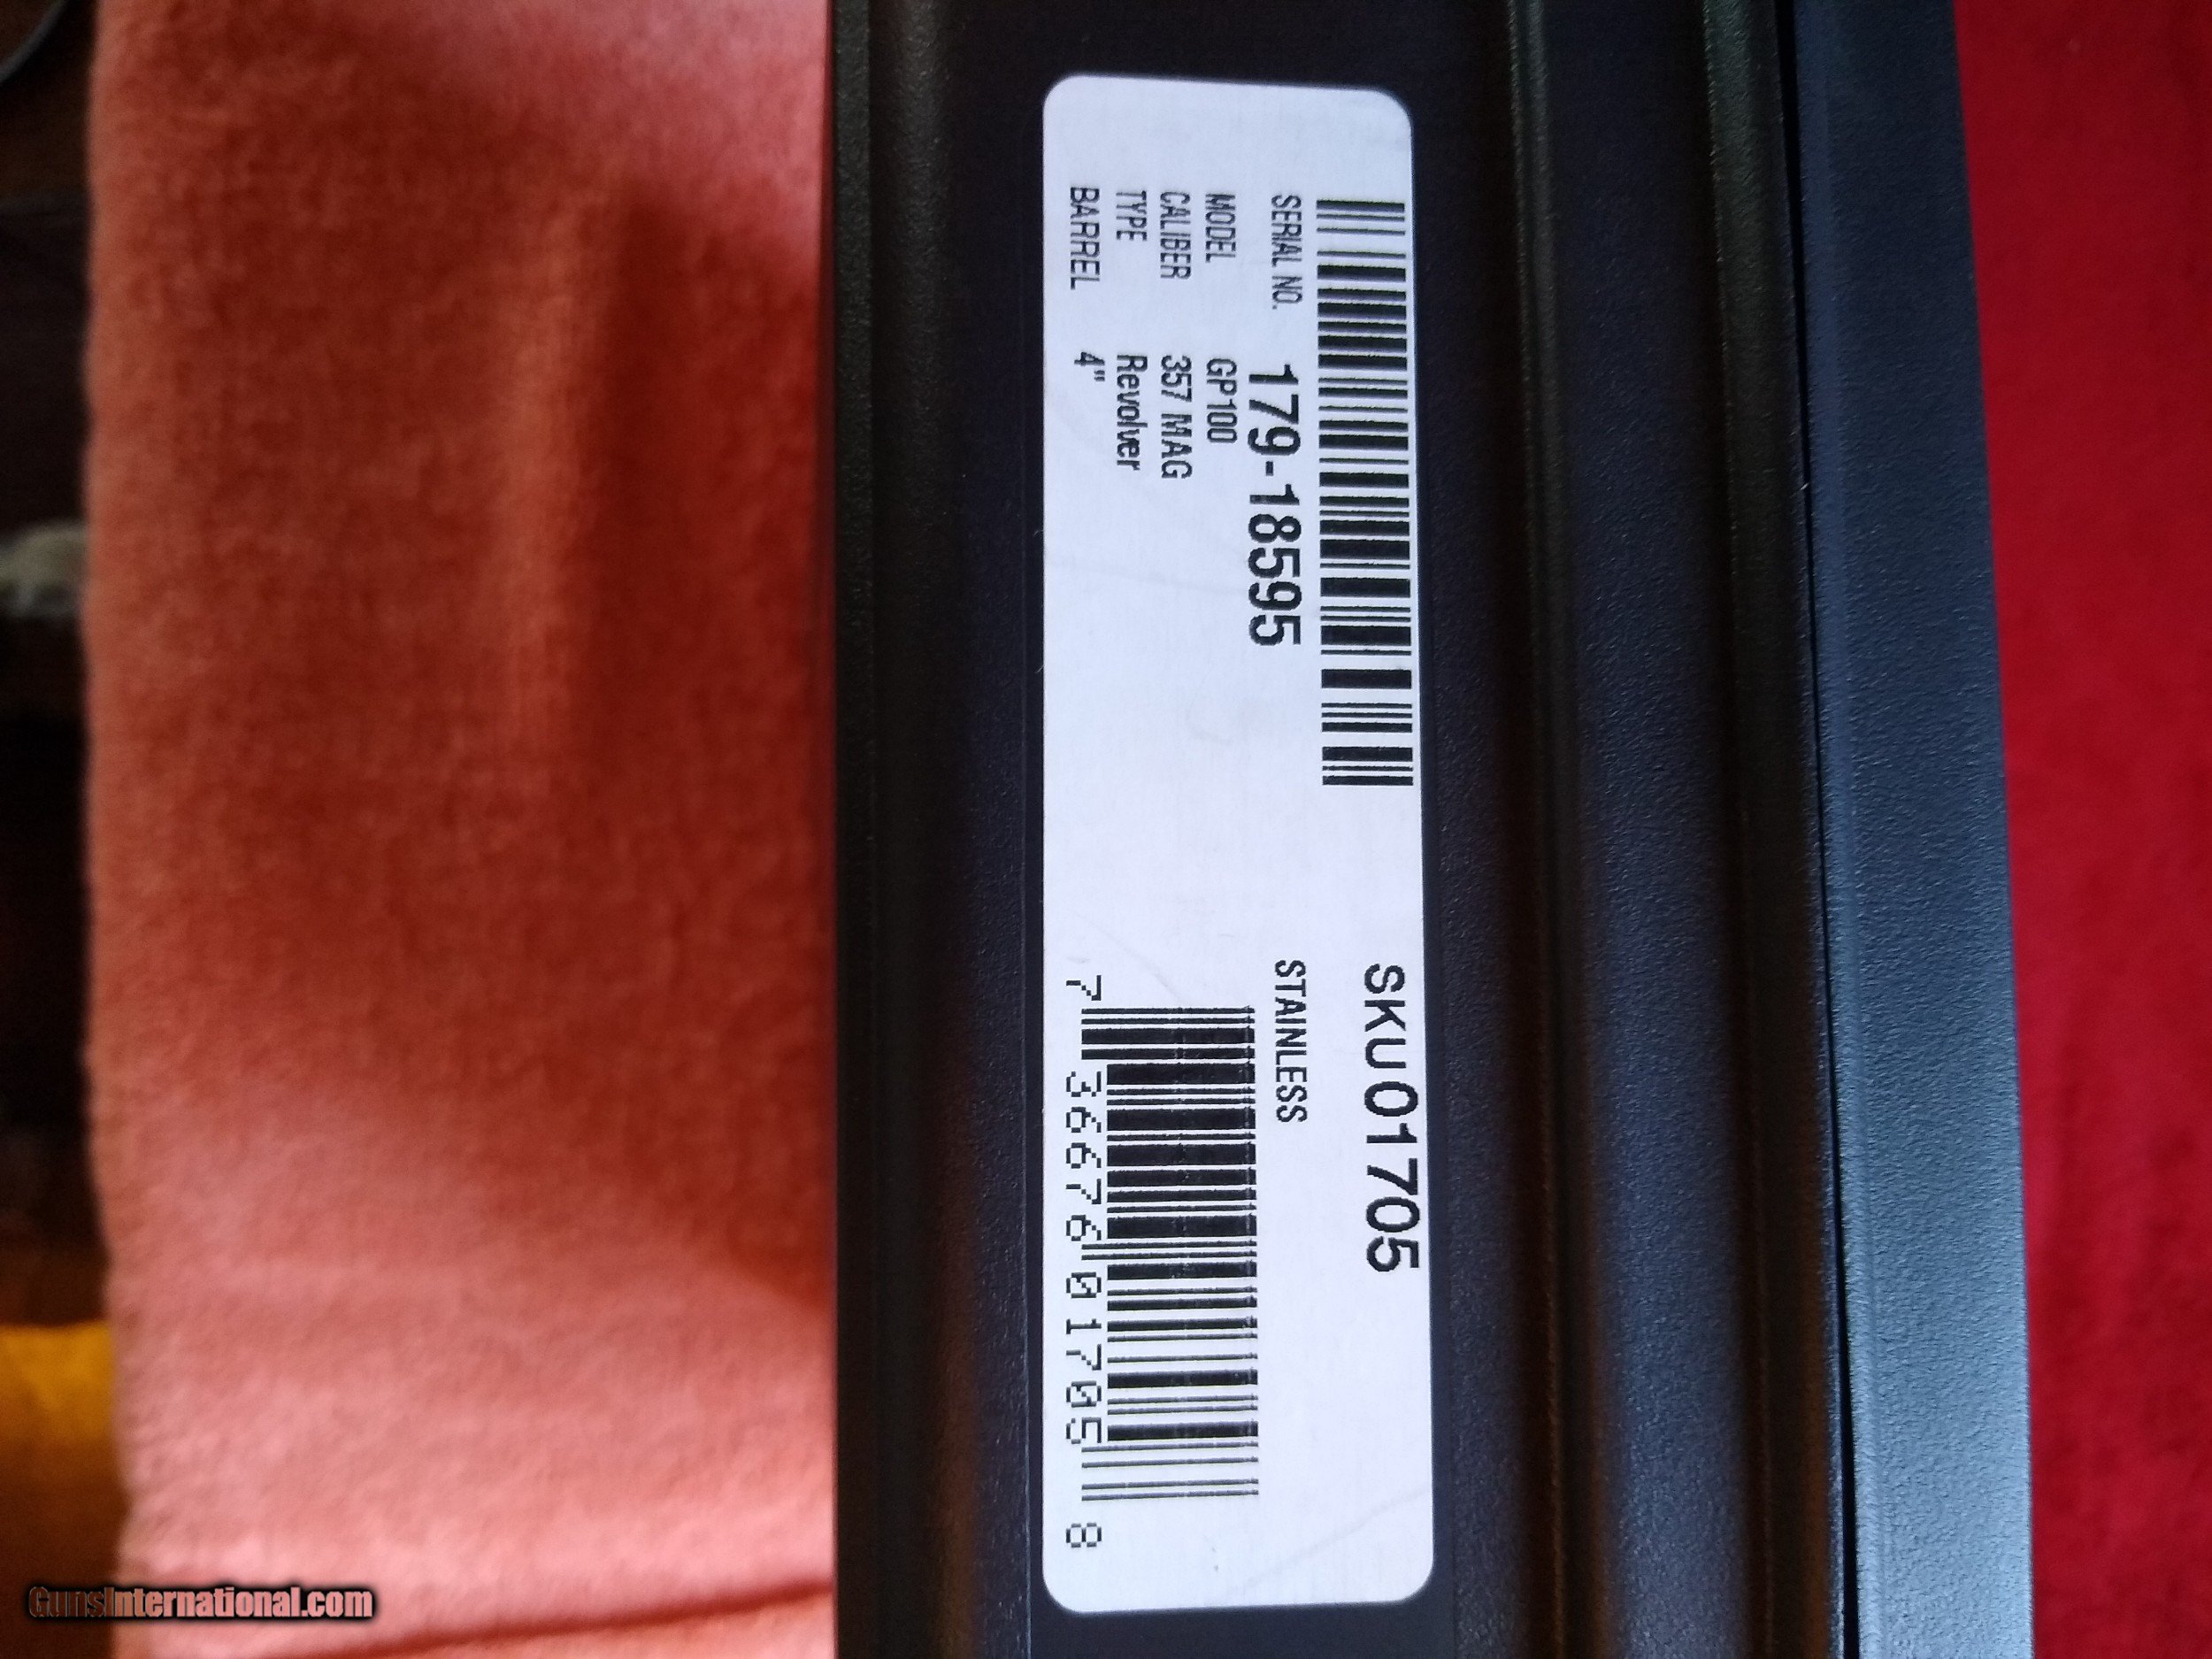 SKU01705
SERIAL NO. 179-18595
STAINLESS
MODEL GP100
CALIBER 357 MAG
TYPE Revolver
BARREL 4"
7 36676 01705 8
GunsInternational.com